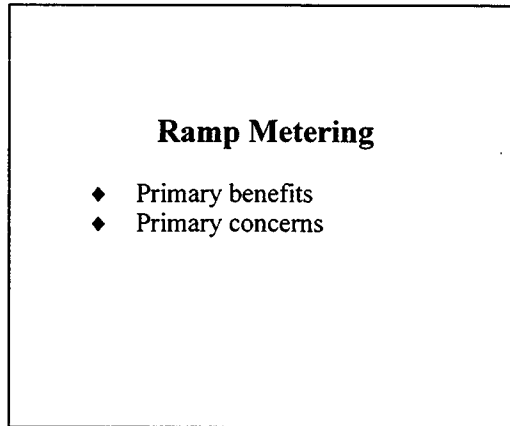 Ramp Metering
◆ Primary benefits
◆ Primary concerns